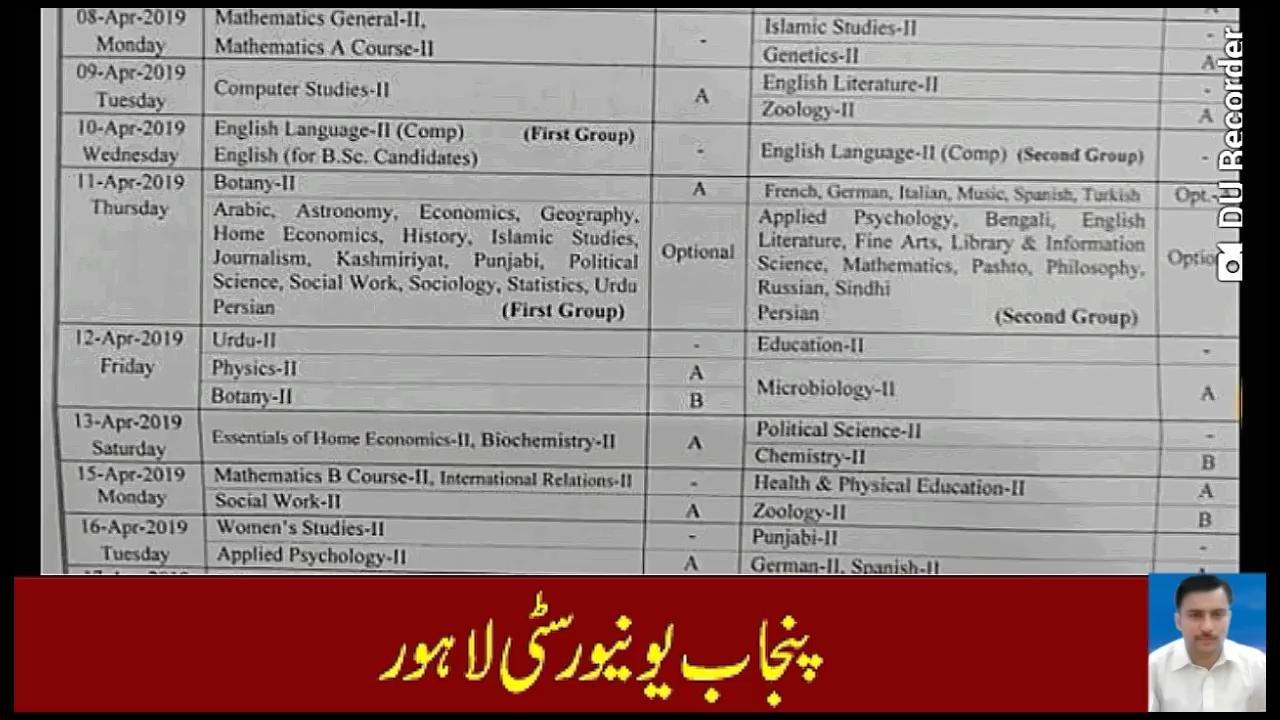 08-Apr-2019
Monday
Mathematics General-II,
Mathematics A Course-II
-
Islamic Studies-II
-
Genetics-II
A
09-Apr-2019
Tuesday
Computer Studies-II
A
English Literature-II
-
Zoology-II
A
10-Apr-2019
Wednesday
English Language-II (Comp) (First Group)
English (for B.Sc. Candidates)
-
English Language-II (Comp) (Second Group)
-
11-Apr-2019
Thursday
Botany-II
A
French, German, Italian, Music, Spanish, Turkish
Opt.-A
Arabic, Astronomy, Economics, Geography,
Home Economics, History, Islamic Studies,
Journalism, Kashmiriyat, Punjabi, Political
Science, Social Work, Sociology, Statistics, Urdu
Persian (First Group)
Optional
Applied Psychology, Bengali, English
Literature, Fine Arts, Library & Information
Science, Mathematics, Pashto, Philosophy,
Russian, Sindhi
Persian (Second Group)
12-Apr-2019
Friday
Urdu-II
-
Physics-II
A
Botany-II
B
Education-II
-
Microbiology-II
A
13-Apr-2019
Saturday
Essentials of Home Economics-II, Biochemistry-II
A
Political Science-II
-
Chemistry-II
B
15-Apr-2019
Monday
Mathematics B Course-II, International Relations-II
-
Social Work-II
A
Health & Physical Education-II
A
Zoology-II
B
16-Apr-2019
Tuesday
Women's Studies-II
-
Applied Psychology-II
A
Punjabi-II
-
German-II, Spanish-II
DU Recorder
پنجاب یونیورسٹی لاہور